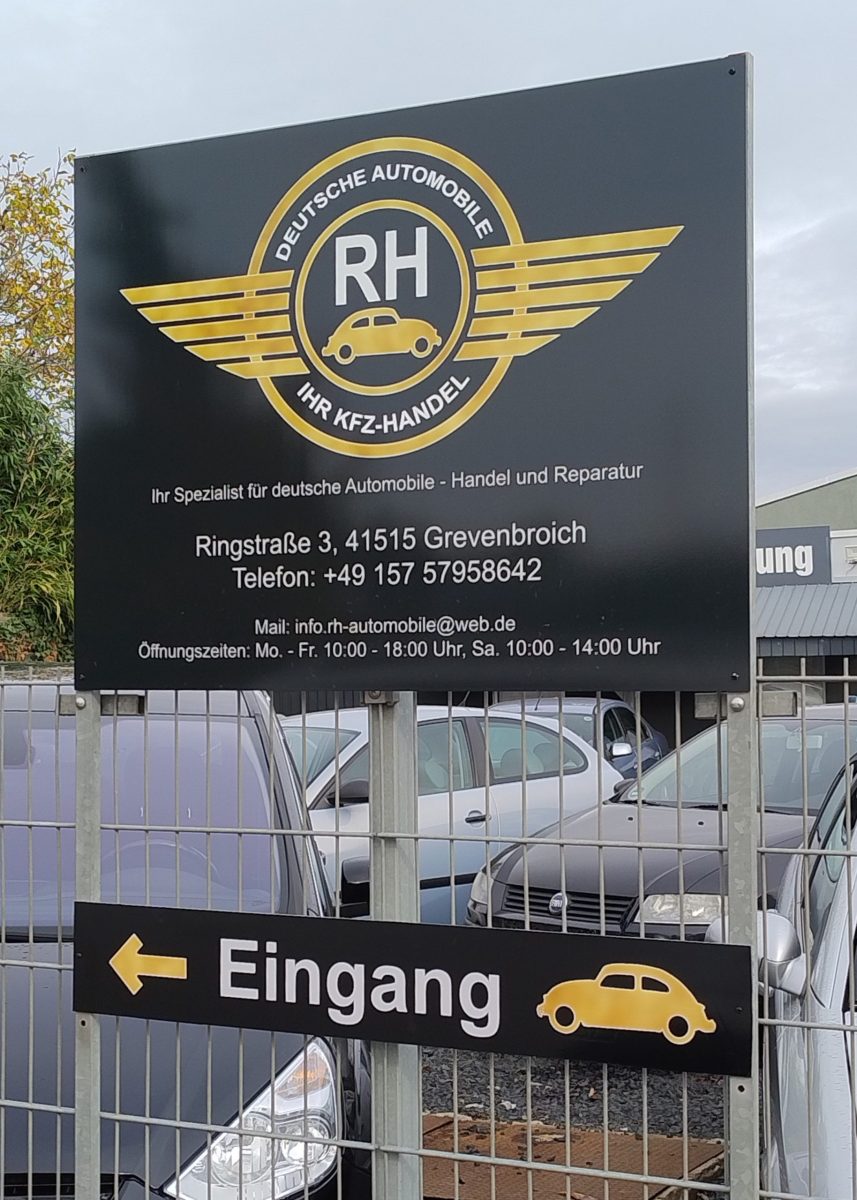 DEUTSCHE AUTOMOBILE
RH
IHR KFZ-HANDEL
Ihr Spezialist für deutsche Automobile - Handel und Reparatur
Ringstraße 3, 41515 Grevenbroich
Telefon: +49 157 57958642
Mail: info.rh-automobile@web.de
Öffnungszeiten: Mo. - Fr. 10:00 - 18:00 Uhr, Sa. 10:00 - 14:00 Uhr
ung
FIAT
Eingang